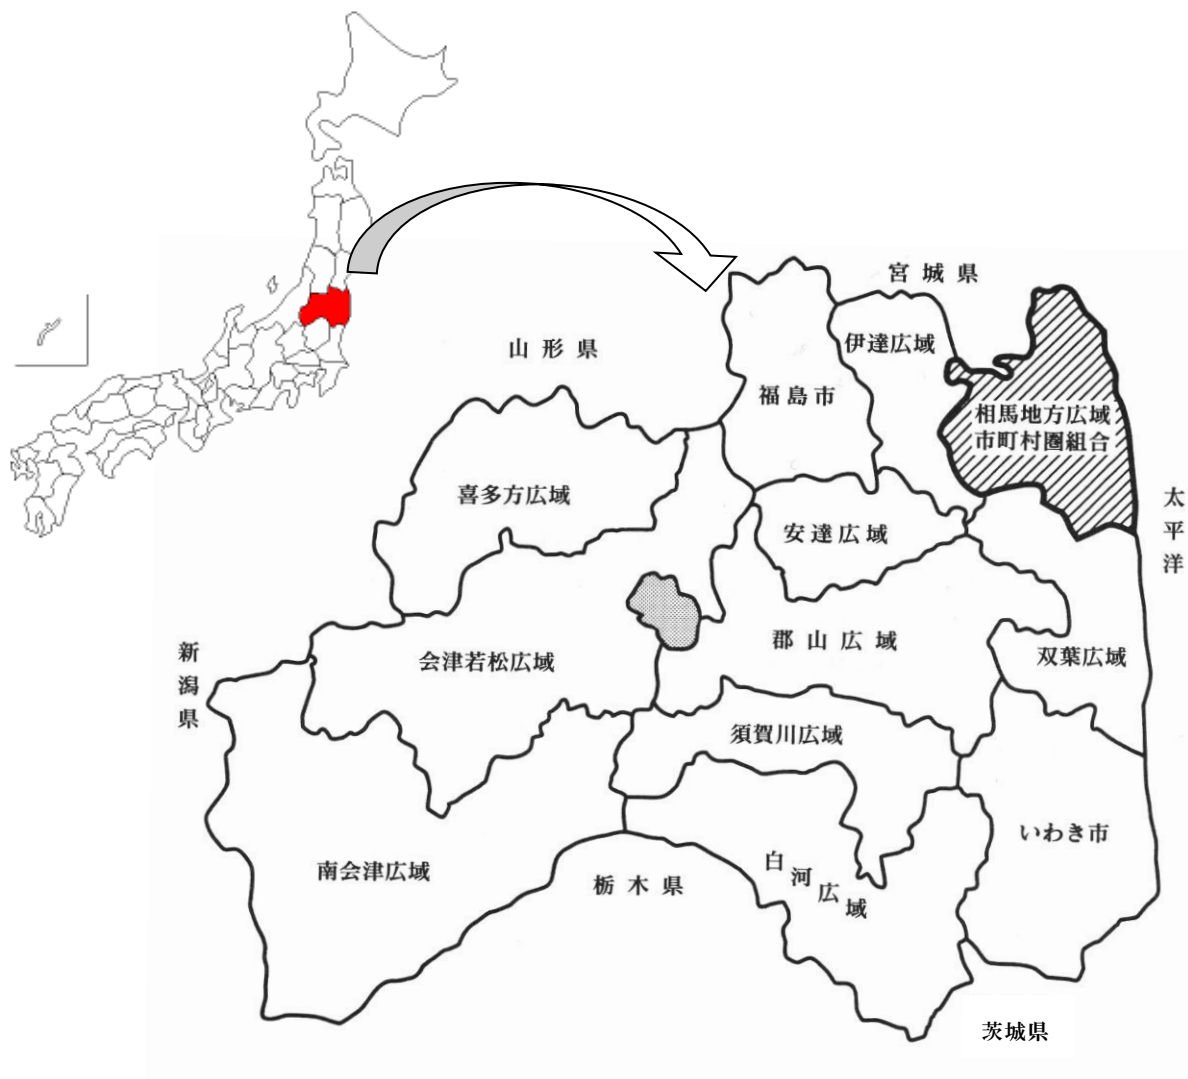 宮城県
山形県
伊達広域
福島市
相馬地方広域
市町村圏組合
喜多方広域
太平洋
安達広域
郡山広域
新潟県
会津若松広域
双葉広域
須賀川広域
いわき市
南会津広域
白河広域
栃木県
茨城県